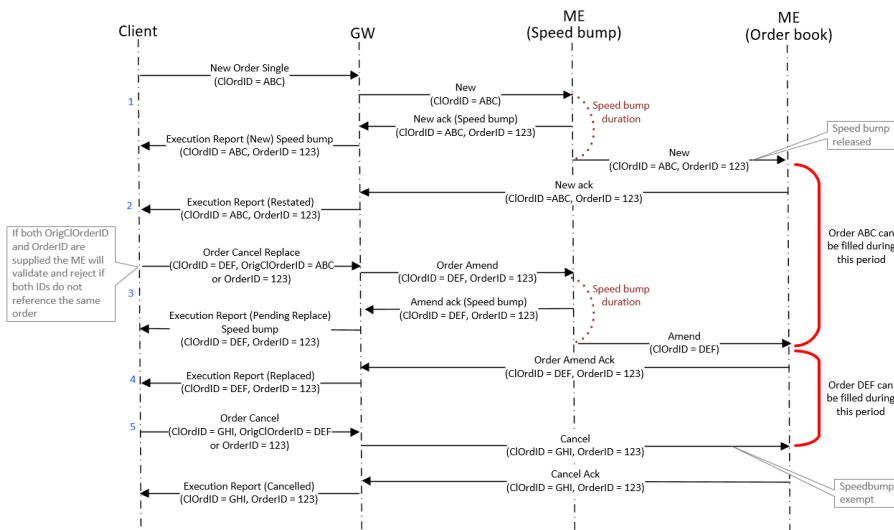 Client
GW
ME
(Speed bump)
ME
(Order book)
New Order Single
(ClOrdID = ABC)
1
New
(ClOrdID = ABC)
Speed bump
duration
New ack (Speed bump)
(ClOrdID = ABC, OrderID = 123)
Execution Report (New) Speed bump
(ClOrdID = ABC, OrderID = 123)
New
(ClOrdID = ABC, OrderID = 123)
Speed bump
released
New ack
(ClOrdID =ABC, OrderID = 123)
2
Execution Report (Restated)
(ClOrdID = ABC, OrderID = 123)
If both OrigClOrderID
and OrderID are
supplied the ME will
validate and reject if
both IDs do not
reference the same
order
Order ABC can
be filled during
this period
Order Cancel Replace
(ClOrdID = DEF, OrigClOrderID = ABC
or OrderID = 123)
Order Amend
(ClOrdID = DEF, OrderID = 123)
3
Speed bump
duration
Amend ack (Speed bump)
(ClOrdID = DEF, OrderID = 123)
Execution Report (Pending Replace)
Speed bump
(ClOrdID = DEF, OrderID = 123)
Amend
(ClOrdID = DEF)
Order Amend Ack
(ClOrdID = DEF, OrderID = 123)
4
Execution Report (Replaced)
(ClOrdID = DEF, OrderID = 123)
Order DEF can
be filled during
this period
5
Order Cancel
(ClOrdID = GHI, OrigClOrderID = DEF
or OrderID = 123)
Cancel
(ClOrdID = GHI, OrderID = 123)
Cancel Ack
(ClOrdID = GHI, OrderID = 123)
Speedbump
exempt
Execution Report (Cancelled)
(ClOrdID = GHI, OrderID = 123)